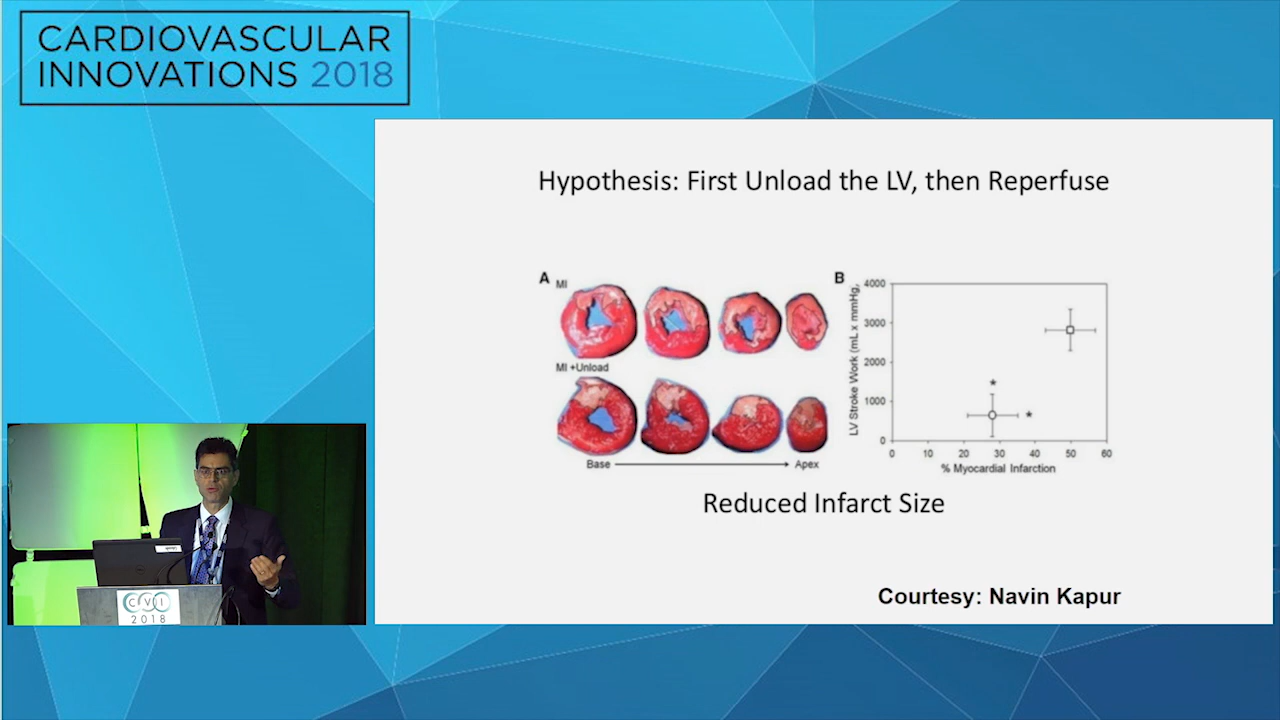 CARDIOVASCULAR
INNOVATIONS 2018
Hypothesis: First Unload the LV, then Reperfuse
A
MI
MI +Unload
Base
Apex
B
LV Stroke Work (mL x mmHg,
4000
3000
2000
1000
0
*
*
0 10 20 30 40 50 60
% Myocardial Infarction
Reduced Infarct Size
Courtesy: Navin Kapur
CVI
2018